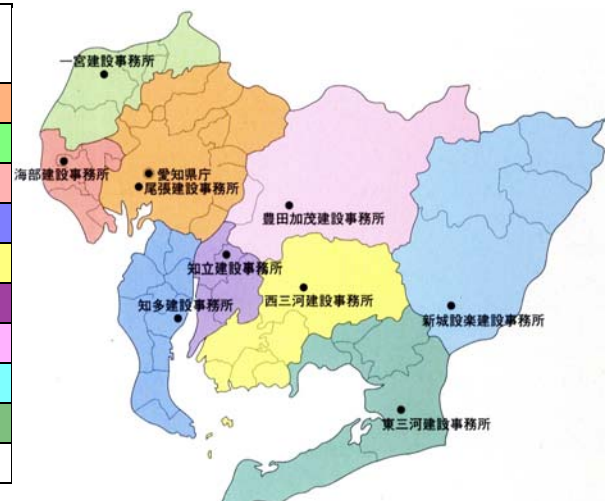 一宮建設事務所
海部建設事務所
愛知県庁
尾張建設事務所
豊田加茂建設事務所
知立建設事務所
西三河建設事務所
知多建設事務所
新城設楽建設事務所
東三河建設事務所